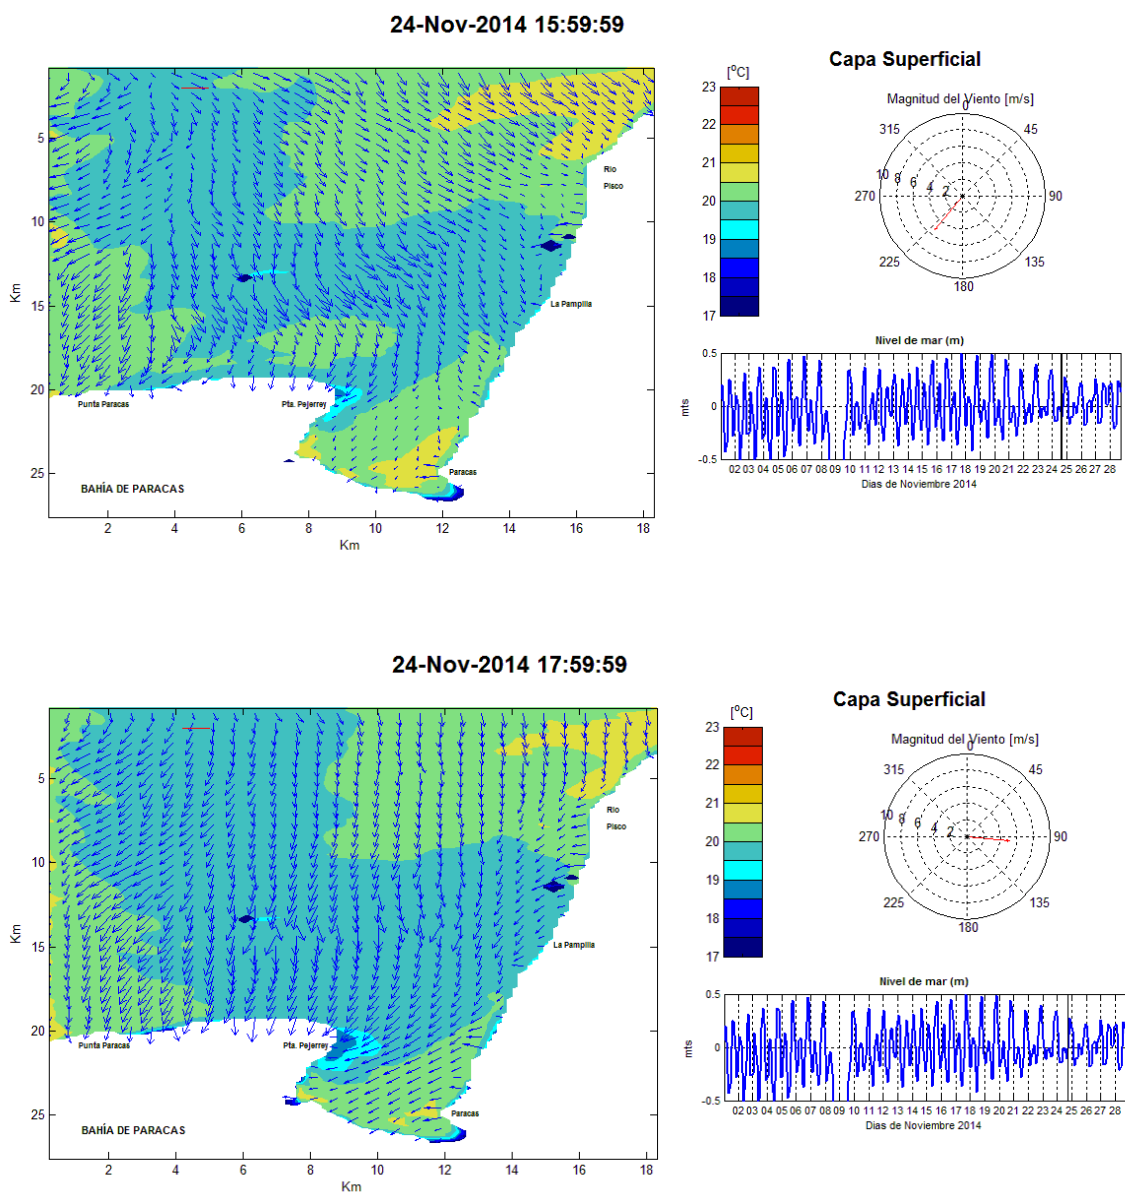 24-Nov-2014 15:59:59
Capa Superficial
[°C]
23
22
21
20
19
18
17
Magnitud del Viento [m/s]
0
45
90
135
180
225
270
315
10 8 6 4 2
5
10
15
20
25
Km
Rio
Pisco
La Pampilla
Punta Paracas
Pta. Pejerrey
Paracas
BAHÍA DE PARACAS
2 4 6 8 10 12 14 16 18
Km
Nivel de mar (m)
0.5
0
-0.5
mts
02 03 04 05 06 07 08 09 10 11 12 13 14 15 16 17 18 19 20 21 22 23 24 25 26 27 28
Dias de Noviembre 2014
24-Nov-2014 17:59:59
Capa Superficial
[°C]
23
22
21
20
19
18
17
Magnitud del Viento [m/s]
0
45
90
135
180
225
270
315
10 8 6 4 2
5
10
15
20
25
Km
Rio
Pisco
La Pampilla
Punta Paracas
Pta. Pejerrey
Paracas
BAHÍA DE PARACAS
2 4 6 8 10 12 14 16 18
Km
Nivel de mar (m)
0.5
0
-0.5
mts
02 03 04 05 06 07 08 09 10 11 12 13 14 15 16 17 18 19 20 21 22 23 24 25 26 27 28
Dias de Noviembre 2014